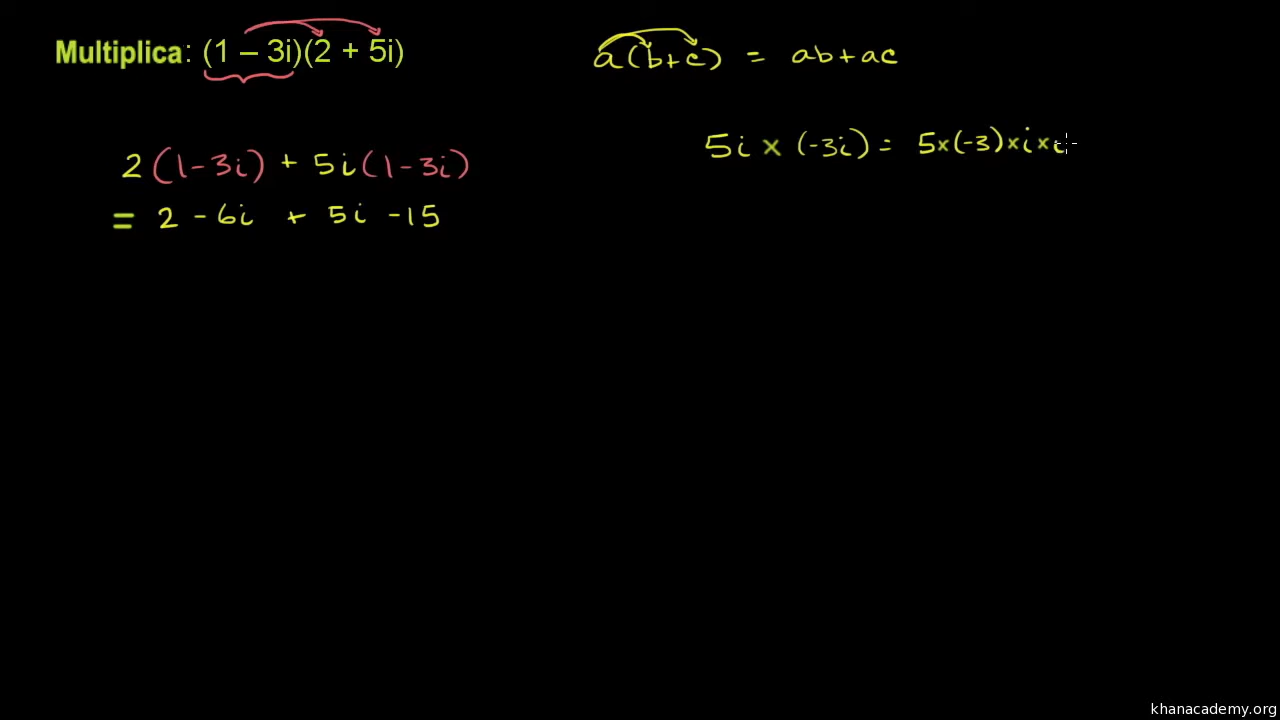 Multiplica: (1 – 3i)(2 + 5i)
a(b+c) = ab+ac
5i × (-3i) = 5×(-3)×i×i
2(1-3i) + 5i(1-3i)
= 2 - 6i + 5i -15
khanacademy.org